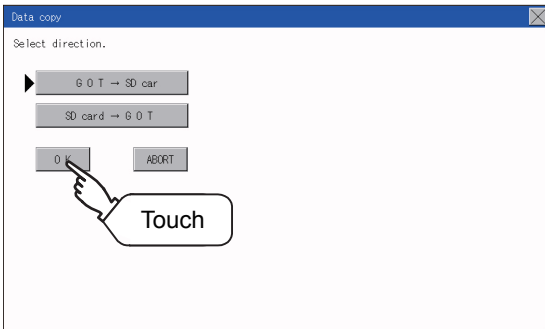 Data copy
Select direction.
G O T → SD car
SD card → G O T
O K ABORT
Touch